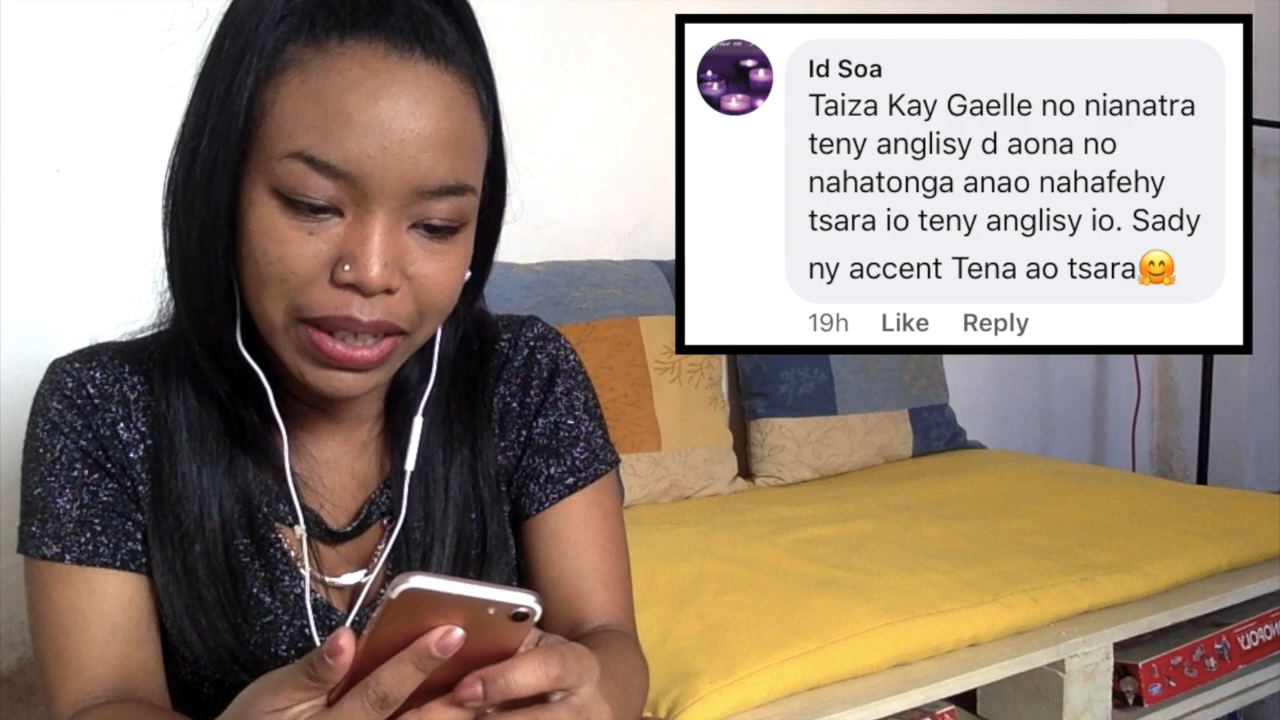 Id Soa
Taiza Kay Gaelle no nianatra
teny anglisy d aona no
nahatonga anao nahafehy
tsara io teny anglisy io. Sady
ny accent Tena ao tsara🤗
19h Like Reply
MONOPOLY